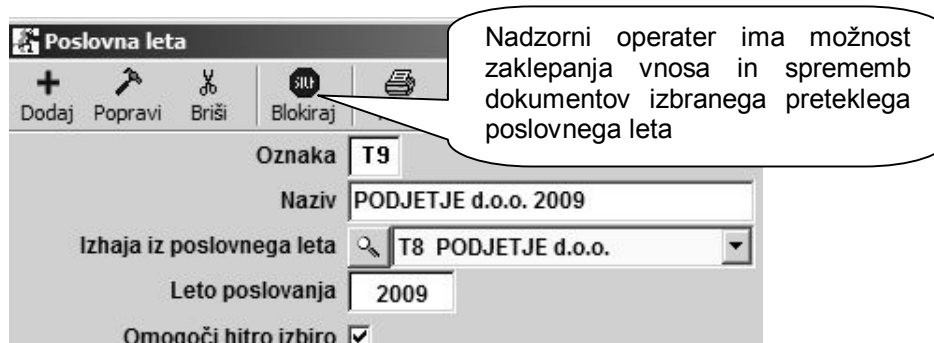 Poslovna leta
Dodaj Popravi Briši Blokiraj
Nadzorni operater ima možnost
zaklepanja vnosa in sprememb
dokumentov izbranega preteklega
poslovnega leta
Oznaka T9
Naziv PODJETJE d.o.o. 2009
Izhaja iz poslovnega leta T8 PODJETJE d.o.o.
Leto poslovanja 2009
Omogoči hitro izbiro